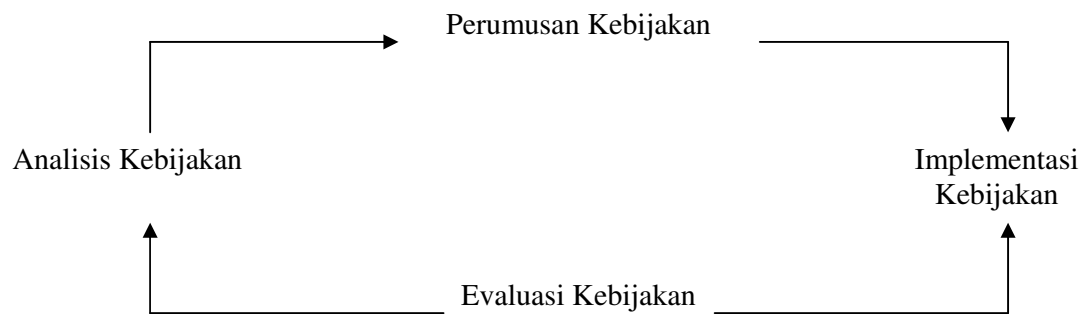 Perumusan Kebijakan
Analisis Kebijakan
Implementasi
Kebijakan
Evaluasi Kebijakan